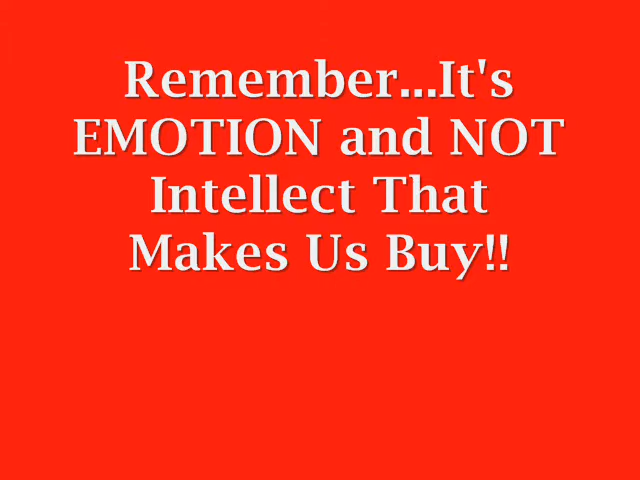 Remember...It's
EMOTION and NOT
Intellect That
Makes Us Buy!!